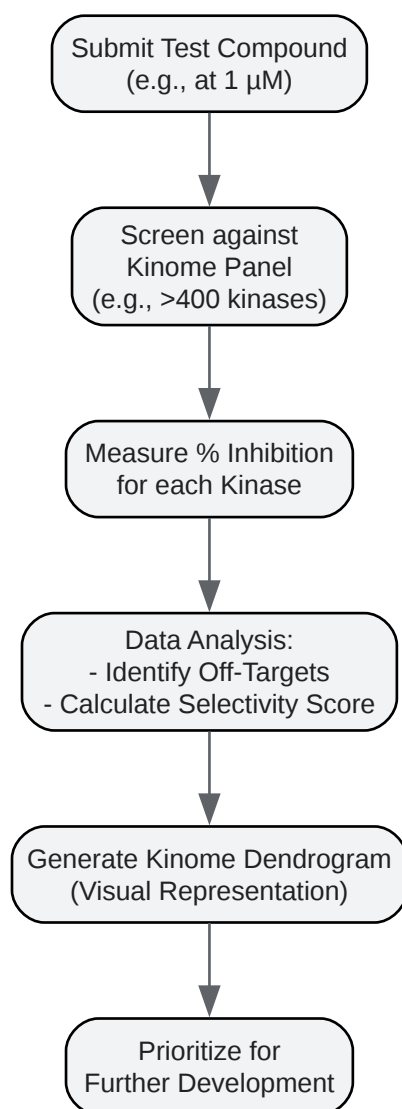 Submit Test Compound
(e.g., at 1 µM)
Screen against
Kinome Panel
(e.g., >400 kinases)
Measure % Inhibition
for each Kinase
Data Analysis:
- Identify Off-Targets
- Calculate Selectivity Score
Generate Kinome Dendrogram
(Visual Representation)
Prioritize for
Further Development